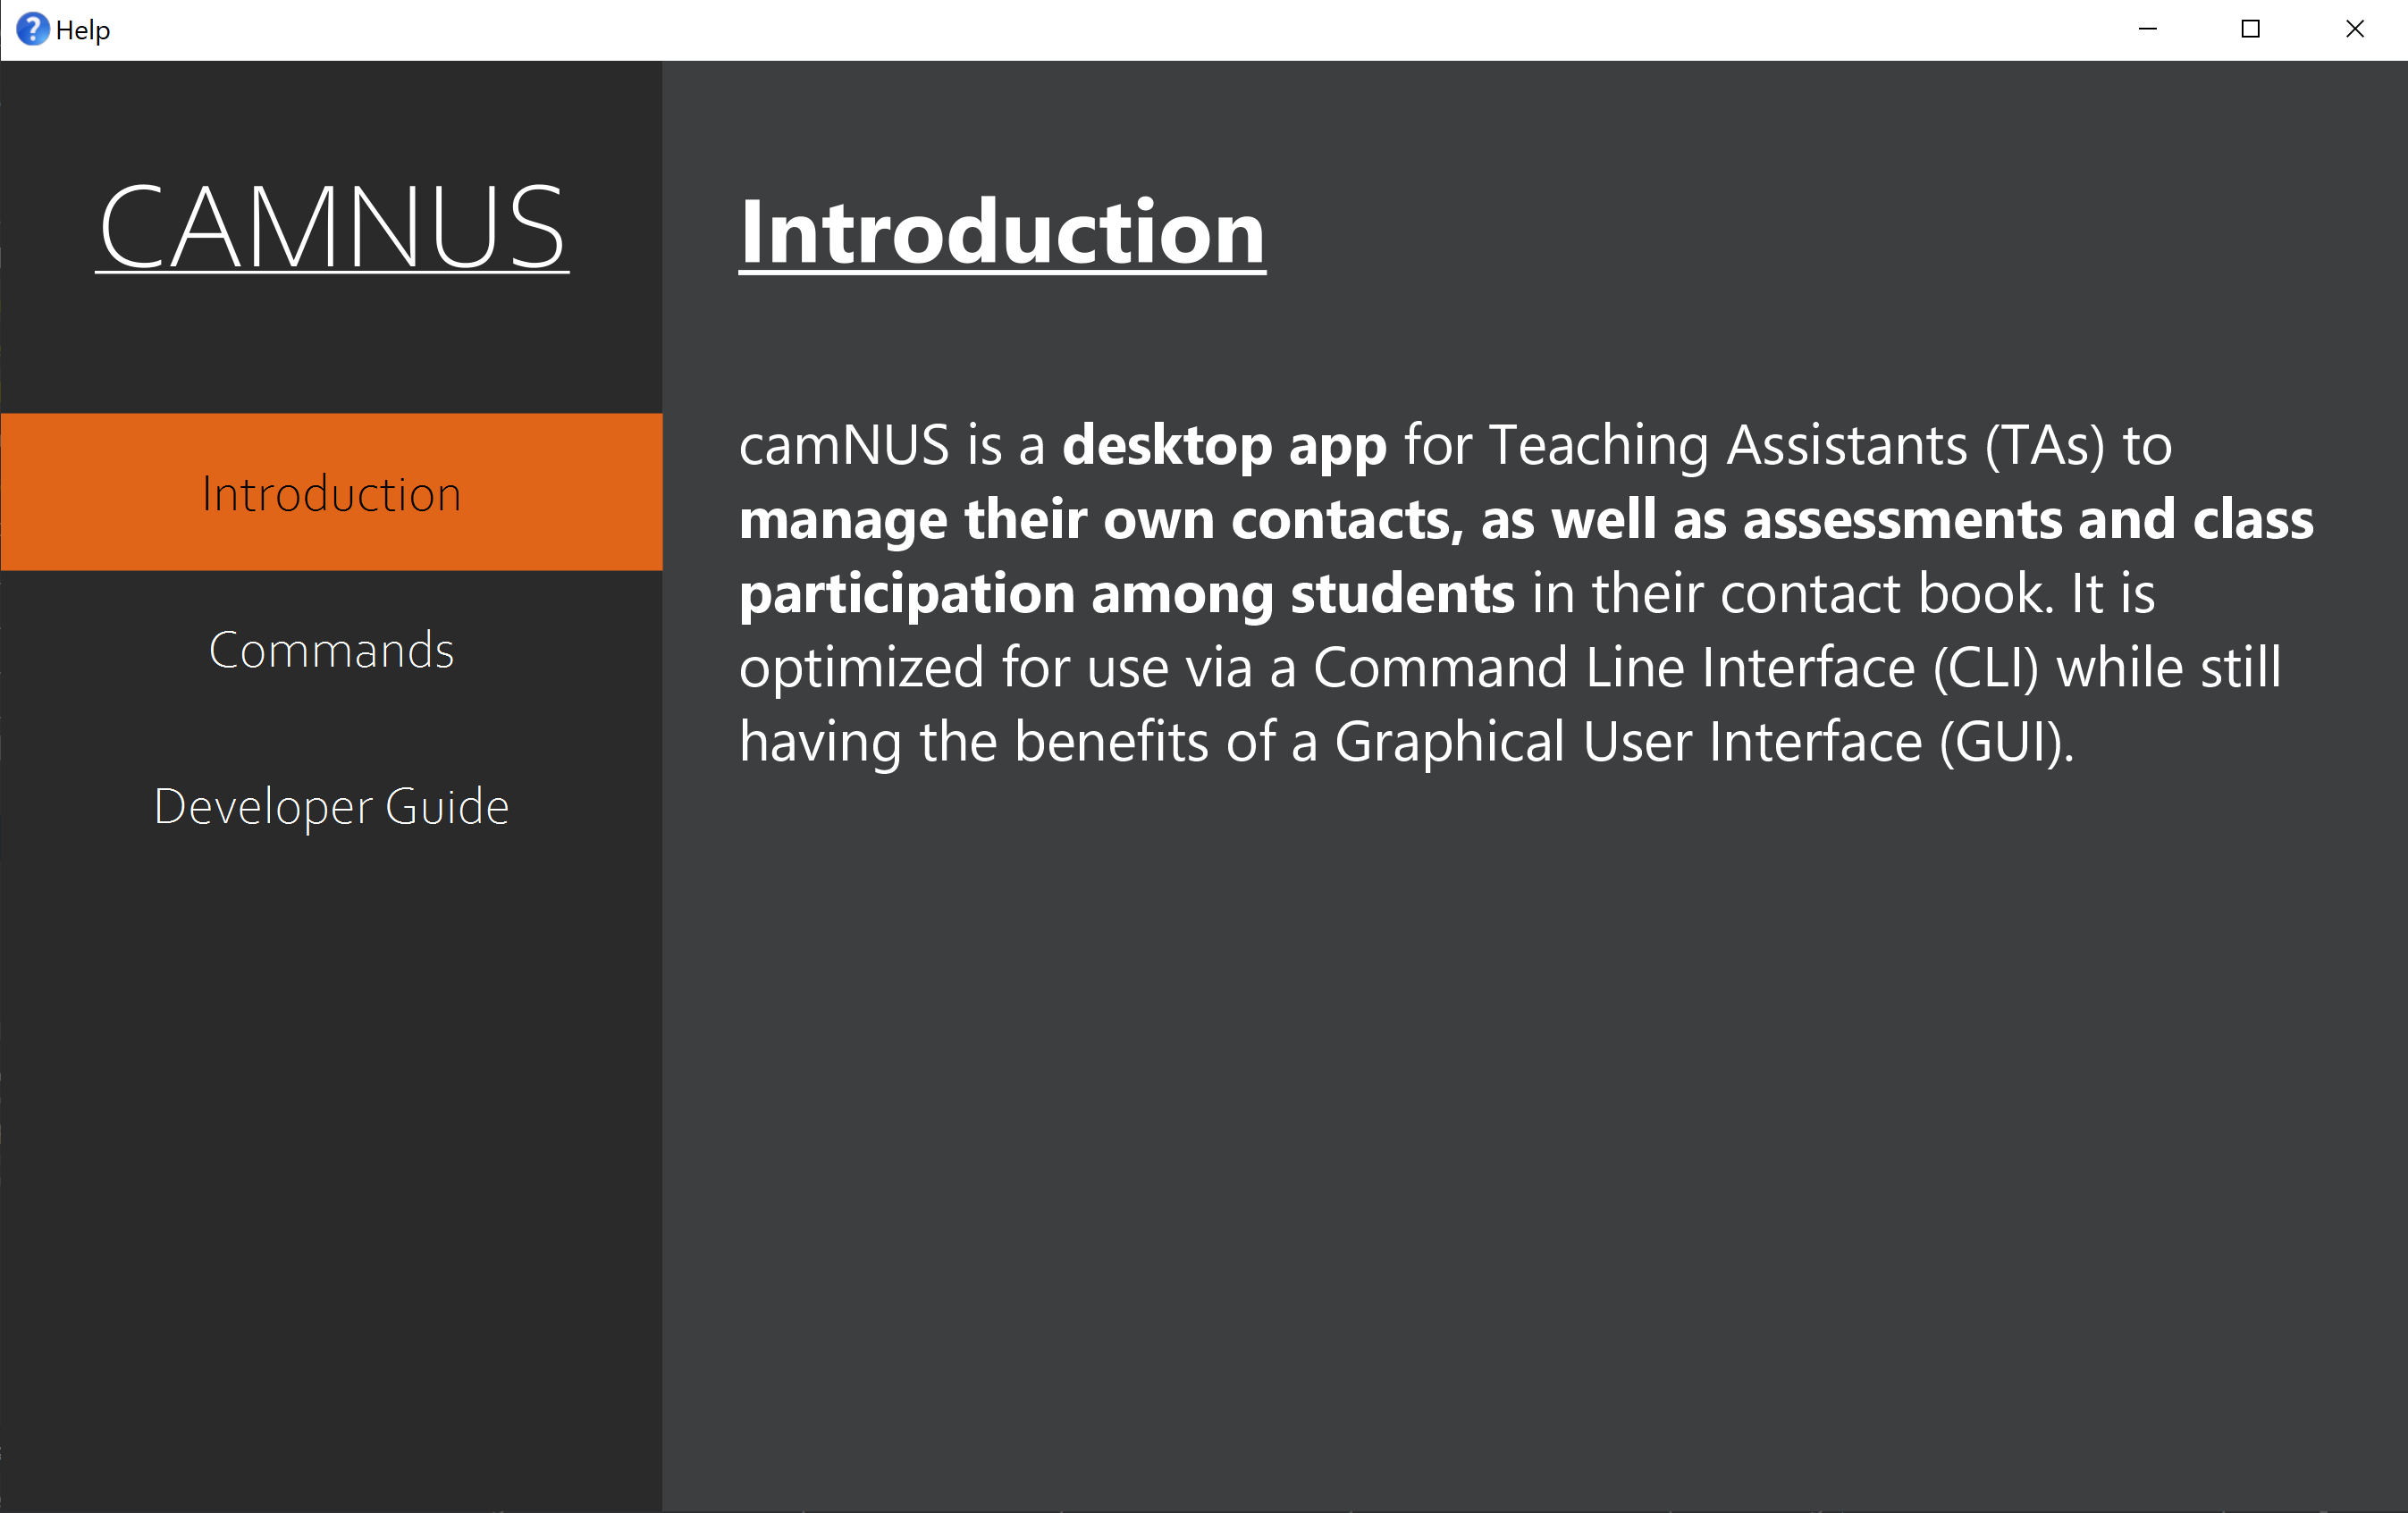 Help
CAMNUS
Introduction
Commands
Developer Guide
Introduction
camNUS is a desktop app for Teaching Assistants (TAs) to
manage their own contacts, as well as assessments and class
participation among students in their contact book. It is
optimized for use via a Command Line Interface (CLI) while still
having the benefits of a Graphical User Interface (GUI).